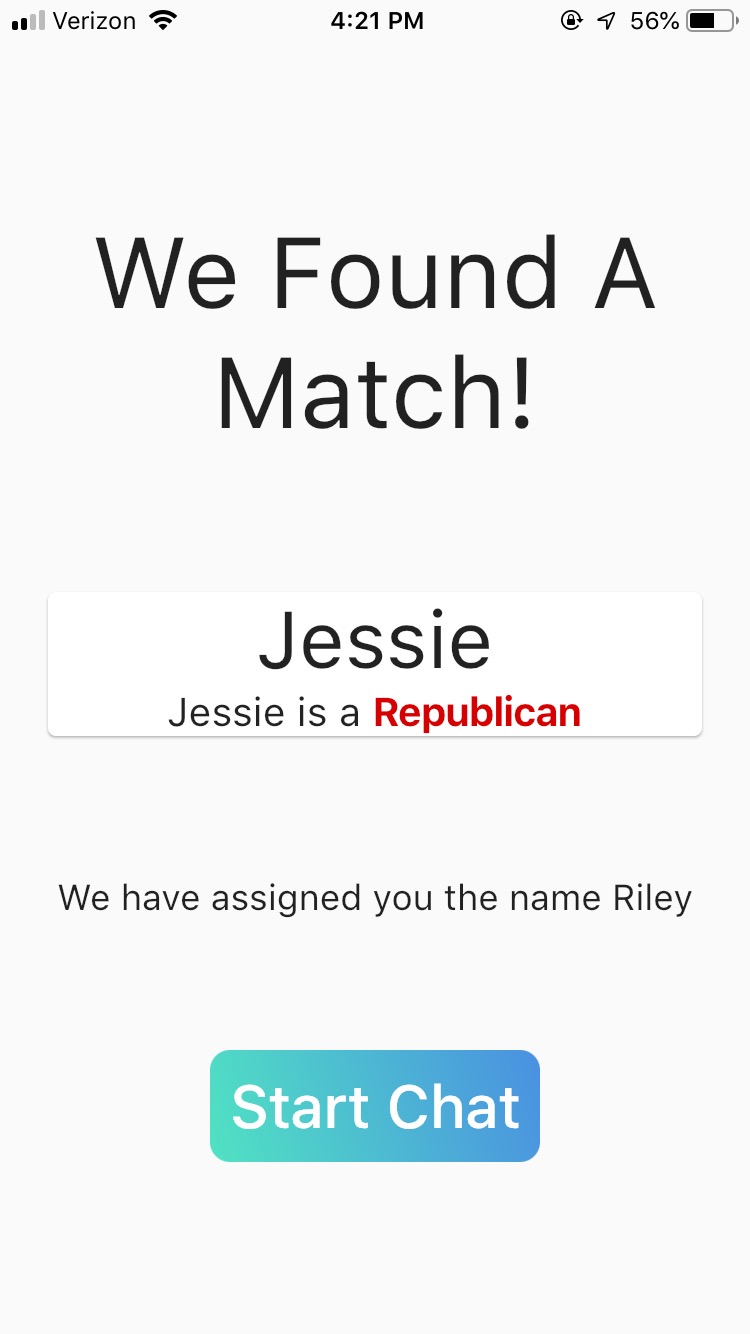 Verizon 4:21 PM 56%
We Found A
Match!
Jessie
Jessie is a Republican
We have assigned you the name Riley
Start Chat